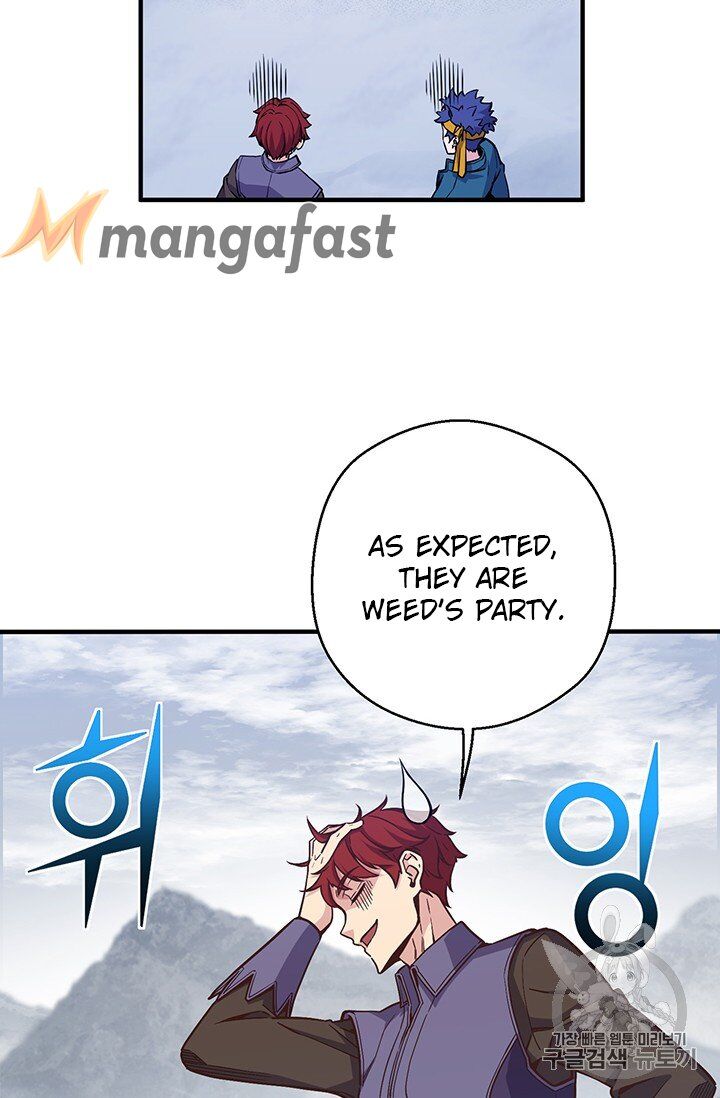 mangafast
AS EXPECTED,
THEY ARE
WEED'S PARTY.
휘 잉
가장 빠른 웹툰 미리보기
구글검색 뉴토끼